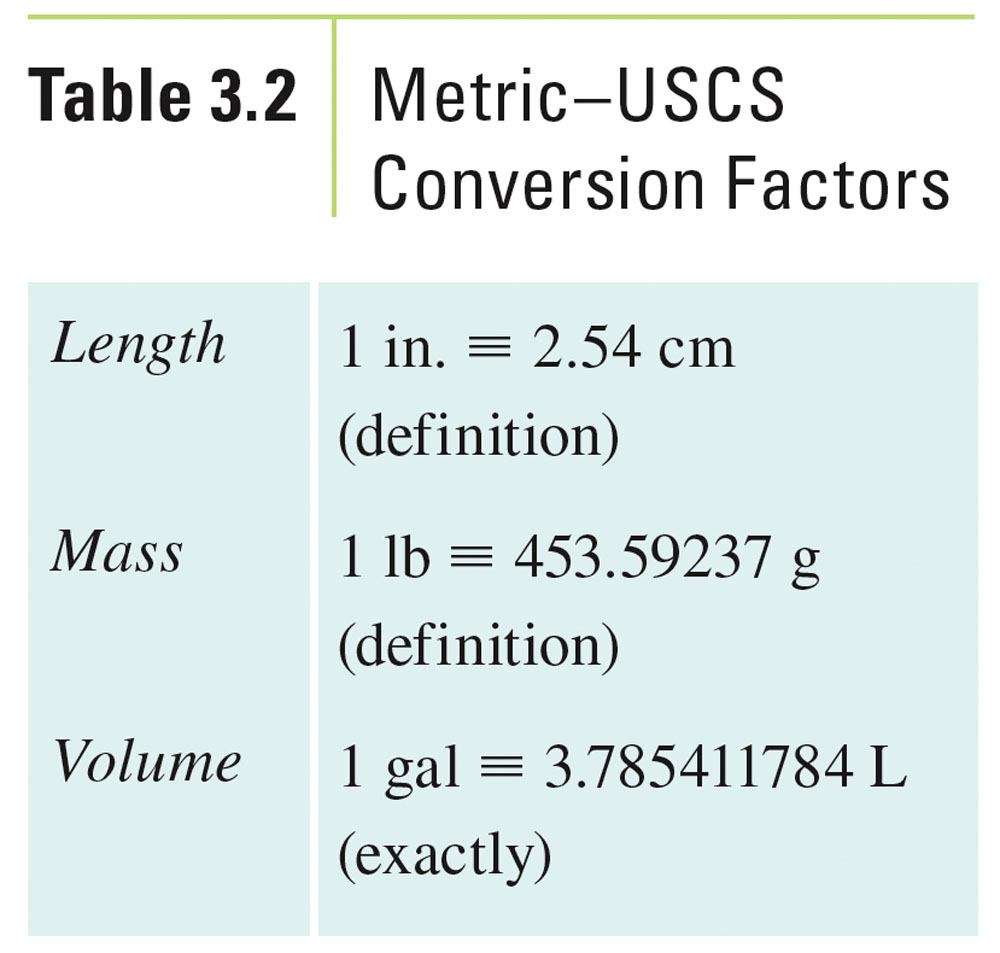 Table 3.2
Metric–USCS
Conversion Factors
Length
1 in. ≡ 2.54 cm
(definition)
Mass
1 lb ≡ 453.59237 g
(definition)
Volume
1 gal ≡ 3.785411784 L
(exactly)